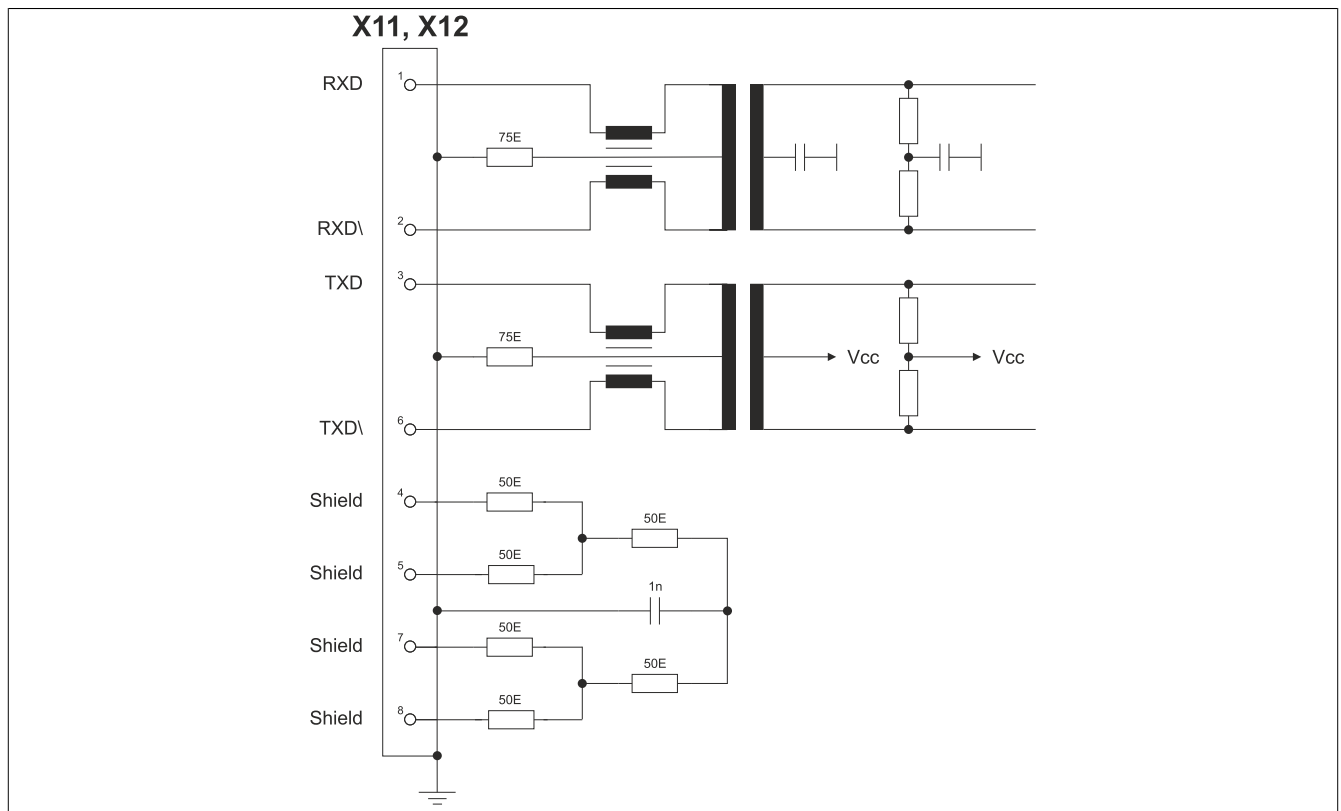 X11, X12
RXD
1
75E
RXD\
2
TXD
3
75E
Vcc
Vcc
TXD\
6
Shield
4
50E
50E
Shield
5
50E
1n
Shield
7
50E
50E
Shield
8
50E